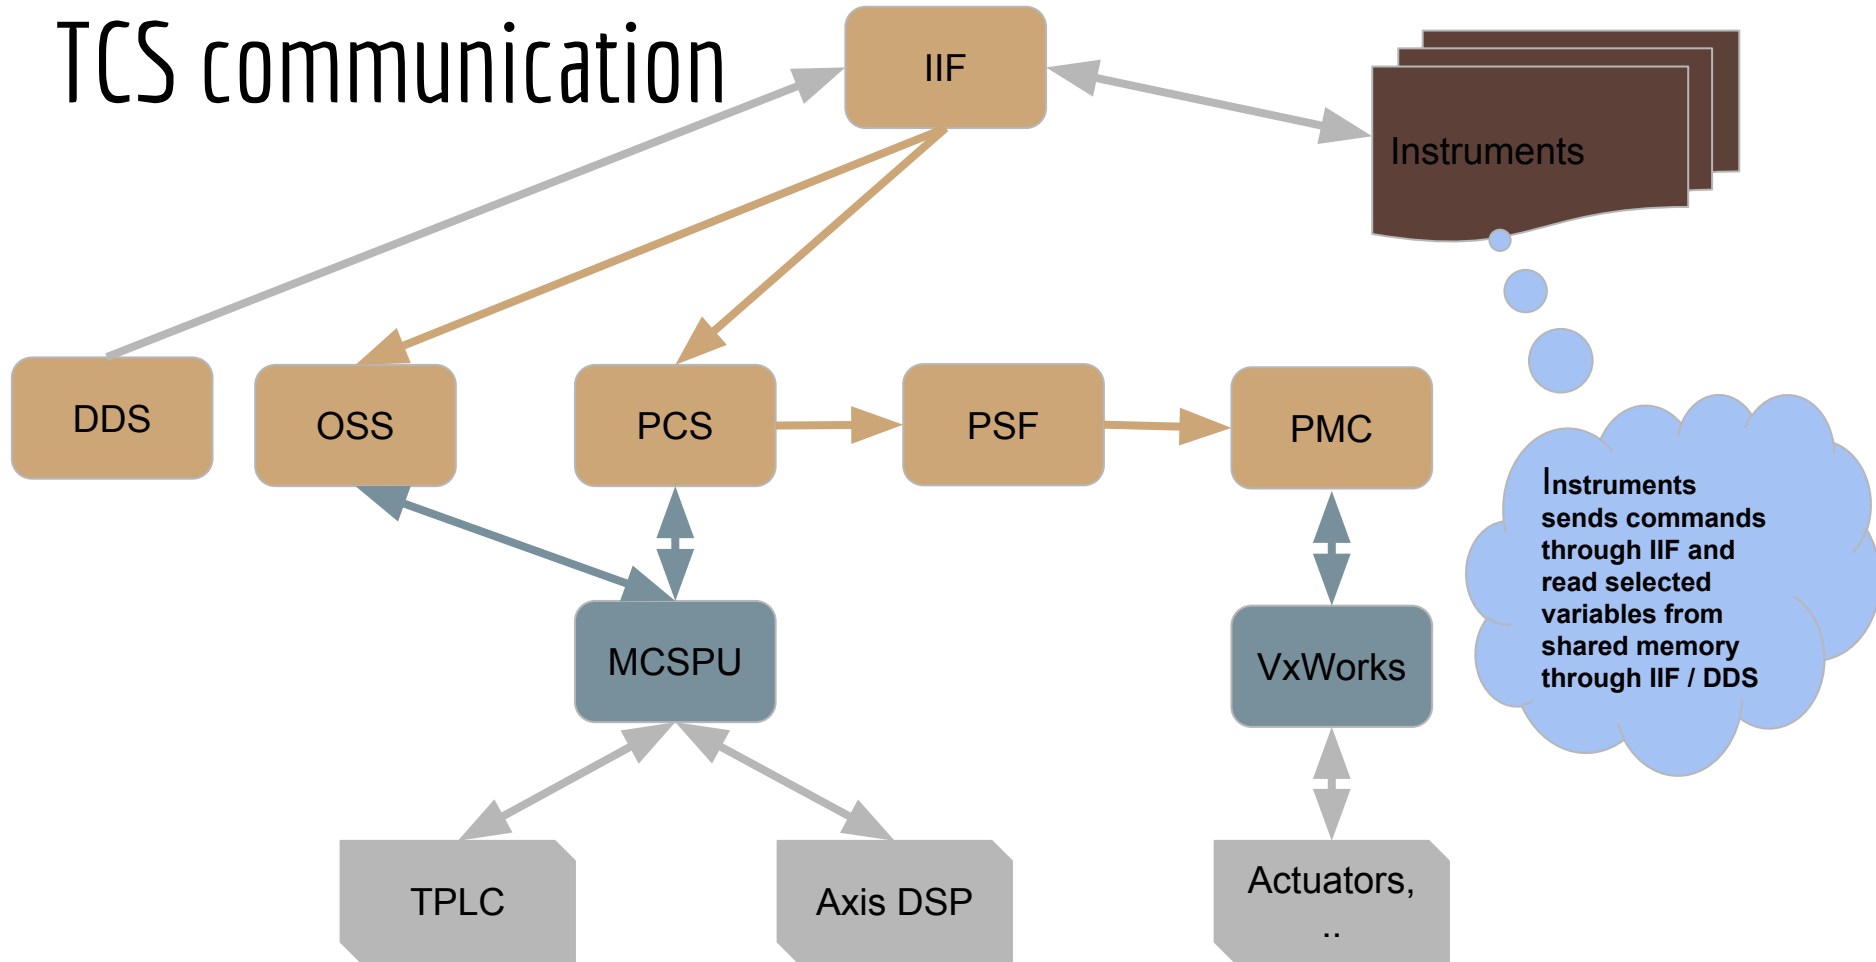 TCS communication
IIF
Instruments
DDS
OSS
PCS
PSF
PMC
Instruments
sends commands
through IIF and
read selected
variables from
shared memory
through IIF / DDS
MCSPU
VxWorks
TPLC
Axis DSP
Actuators,
..